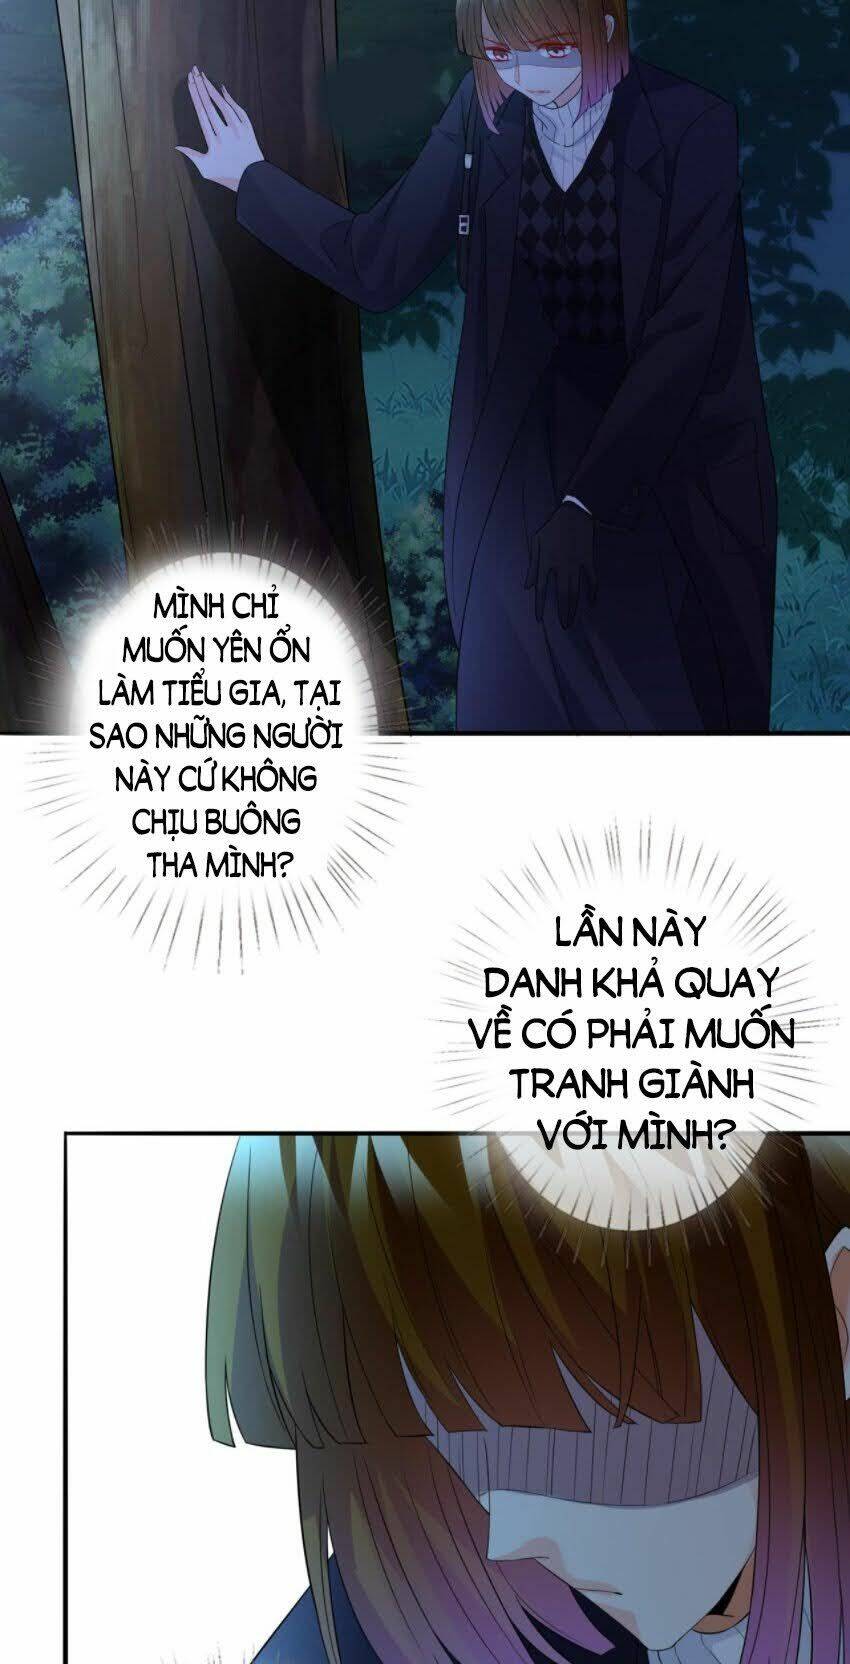 MÌNH CHỈ
MUỐN YÊN ỔN
LÀM TIỂU GIA, TẠI
SAO NHỮNG NGƯỜI
NÀY CỨ KHÔNG
CHỊU BUÔNG
THA MÌNH?
LẦN NÀY
DANH KHẢ QUAY
VỀ CÓ PHẢI MUỐN
TRANH GIÀNH
VỚI MÌNH?